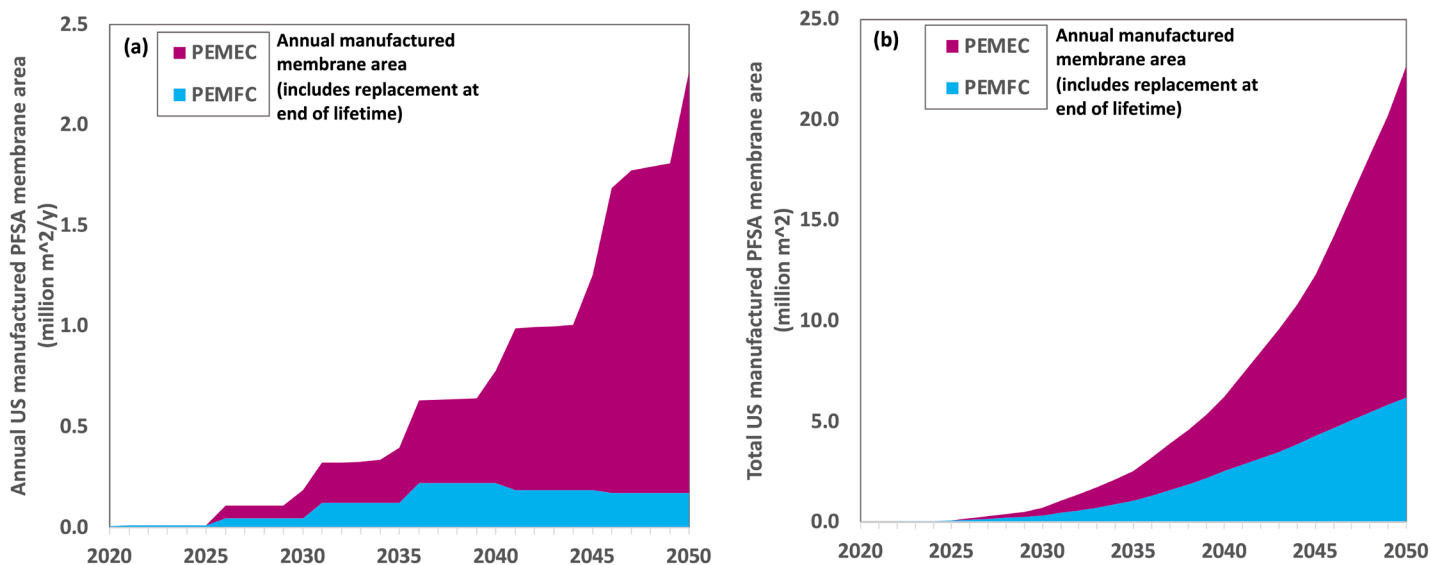 (a)
PEMEC
PEMFC
Annual manufactured
membrane area
(includes replacement at
end of lifetime)
Annual US manufactured PFSA membrane area
(million m^2/y)
2.5
2.0
1.5
1.0
0.5
0.0
2020 2025 2030 2035 2040 2045 2050
(b)
PEMEC
PEMFC
Annual manufactured
membrane area
(includes replacement at
end of lifetime)
Total US manufactured PFSA membrane area
(million m^2)
25.0
20.0
15.0
10.0
5.0
0.0
2020 2025 2030 2035 2040 2045 2050